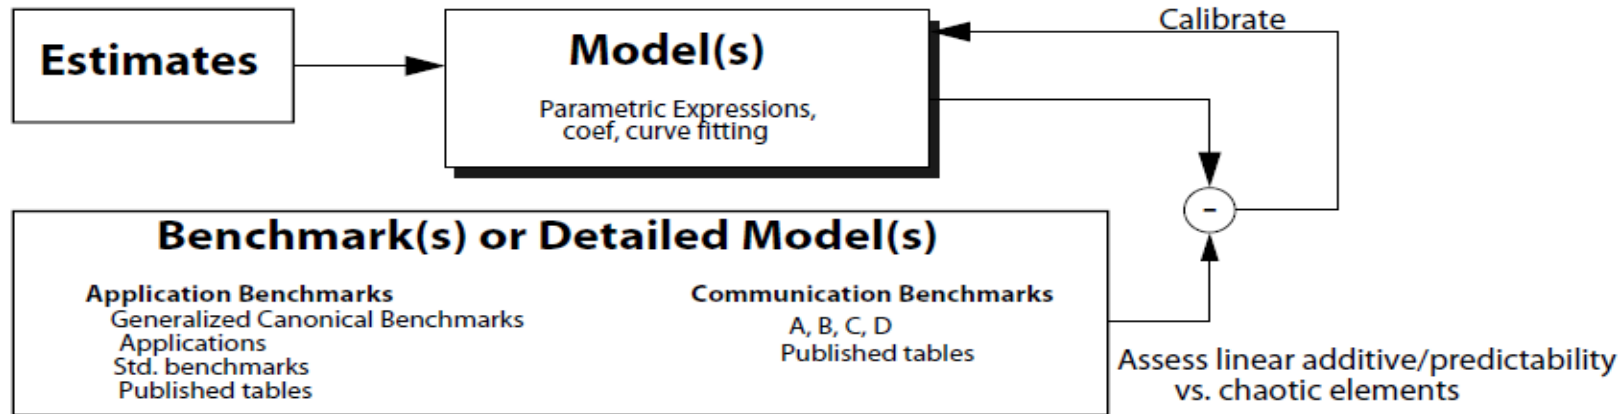 Estimates
Model(s)
Parametric Expressions,
coef, curve fitting
Calibrate
-
Benchmark(s) or Detailed Model(s)
Application Benchmarks
Generalized Canonical Benchmarks
Applications
Std. benchmarks
Published tables
Communication Benchmarks
A, B, C, D
Published tables
Assess linear additive/predictability
vs. chaotic elements